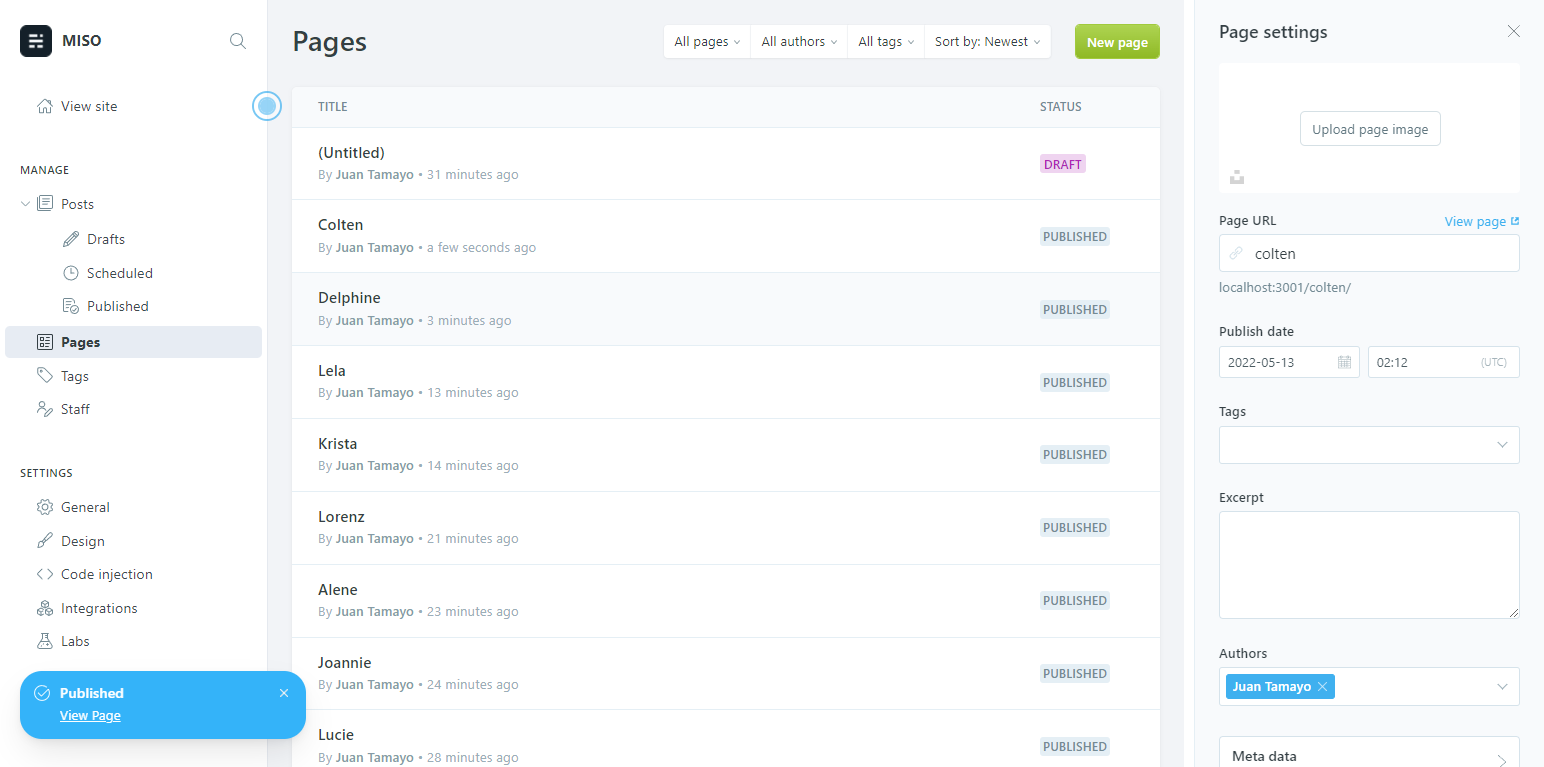 MISO
View site
MANAGE
Posts
Drafts
Scheduled
Published
Pages
Tags
Staff
SETTINGS
General
Design
Code injection
Integrations
Labs
Published
View Page
Pages
All pages All authors All tags Sort by: Newest New page
TITLE STATUS
(Untitled)
By Juan Tamayo • 31 minutes ago DRAFT
Colten
By Juan Tamayo • a few seconds ago PUBLISHED
Delphine
By Juan Tamayo • 3 minutes ago PUBLISHED
Lela
By Juan Tamayo • 13 minutes ago PUBLISHED
Krista
By Juan Tamayo • 14 minutes ago PUBLISHED
Lorenz
By Juan Tamayo • 21 minutes ago PUBLISHED
Alene
By Juan Tamayo • 23 minutes ago PUBLISHED
Joannie
By Juan Tamayo • 24 minutes ago PUBLISHED
Lucie
By Juan Tamayo • 28 minutes ago PUBLISHED
Page settings
Upload page image
Page URL View page
colten
localhost:3001/colten/
Publish date
2022-05-13 02:12 (UTC)
Tags
Excerpt
Authors
Juan Tamayo
Meta data